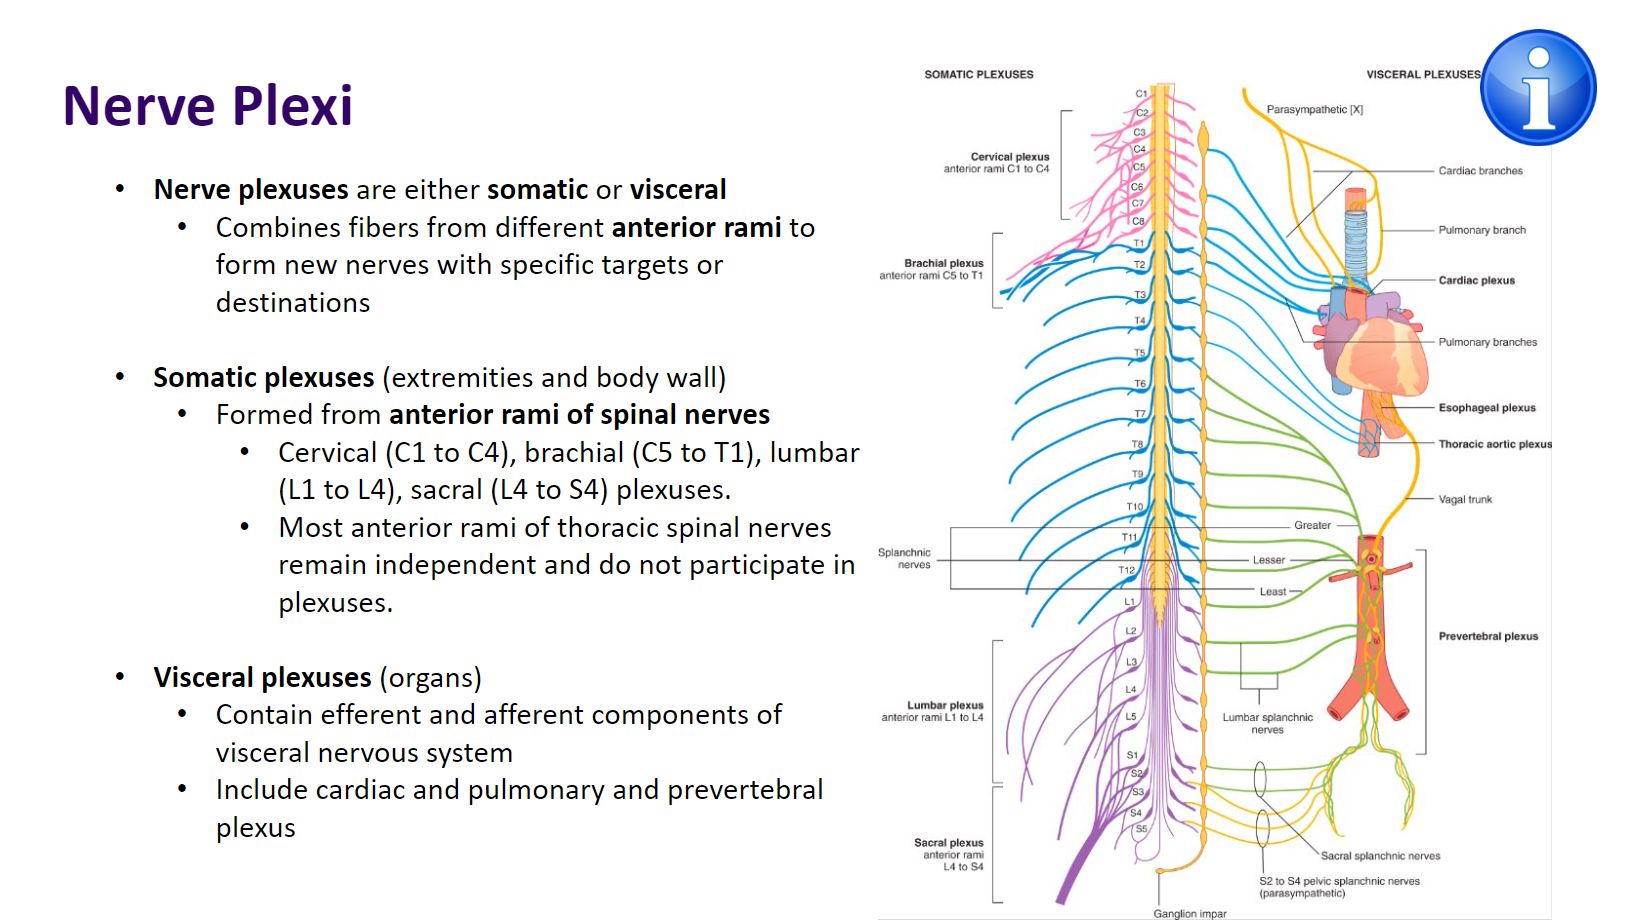 Nerve Plexi
• Nerve plexuses are either somatic or visceral
• Combines fibers from different anterior rami to
form new nerves with specific targets or
destinations
• Somatic plexuses (extremities and body wall)
• Formed from anterior rami of spinal nerves
• Cervical (C1 to C4), brachial (C5 to T1), lumbar
(L1 to L4), sacral (L4 to S4) plexuses.
• Most anterior rami of thoracic spinal nerves
remain independent and do not participate in
plexuses.
• Visceral plexuses (organs)
• Contain efferent and afferent components of
visceral nervous system
• Include cardiac and pulmonary and prevertebral
plexus
SOMATIC PLEXUSES
VISCERAL PLEXUSES
i
Cervical plexus
anterior rami C1 to C4
Brachial plexus
anterior rami C5 to T1
Splanchnic
nerves
Lumbar plexus
anterior rami L1 to L4
Sacral plexus
anterior rami
L4 to S4
C1
C2
C3
C4
C5
C6
C7
C8
T1
T2
T3
T4
T5
T6
T7
T8
T9
T10
T11
T12
L1
L2
L3
L4
L5
S1
S2
S3
S4
S5
Parasympathetic [X]
Cardiac branches
Pulmonary branch
Cardiac plexus
Pulmonary branches
Esophageal plexus
Thoracic aortic plexus
Vagal trunk
Greater
Lesser
Least
Prevertebral plexus
Lumbar splanchnic
nerves
Sacral splanchnic nerves
S2 to S4 pelvic splanchnic nerves
(parasympathetic)
Ganglion impar